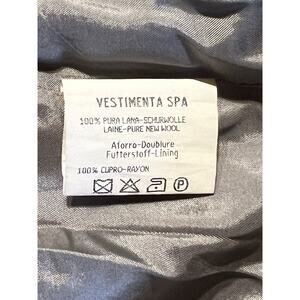 VESTIMENTA SPA
100% PURA LANA-SCHURWOLLE
LAINE-PURE NEW WOOL
Aforro-Doublure
Futterstoff-Lining
100% CUPRO-RAYON
P